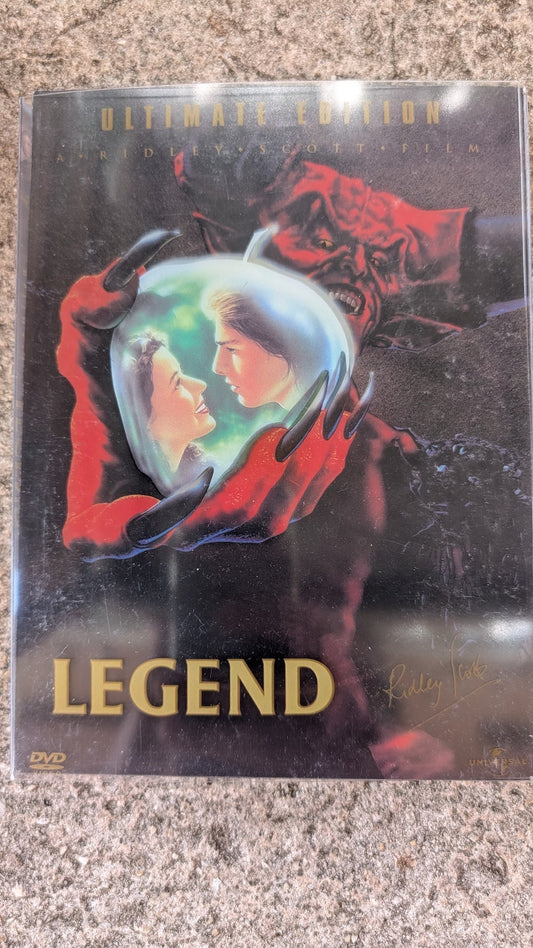 ULTIMATE EDITION
A • RIDLEY • SCOTT • FILM
LEGEND
Ridley Scott
DVD
UNIVERSAL